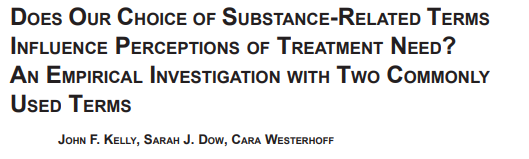 Does Our Choice of Substance-Related Terms
Influence Perceptions of Treatment Need?
An Empirical Investigation with Two Commonly
Used Terms
John F. Kelly, Sarah J. Dow, Cara Westerhoff